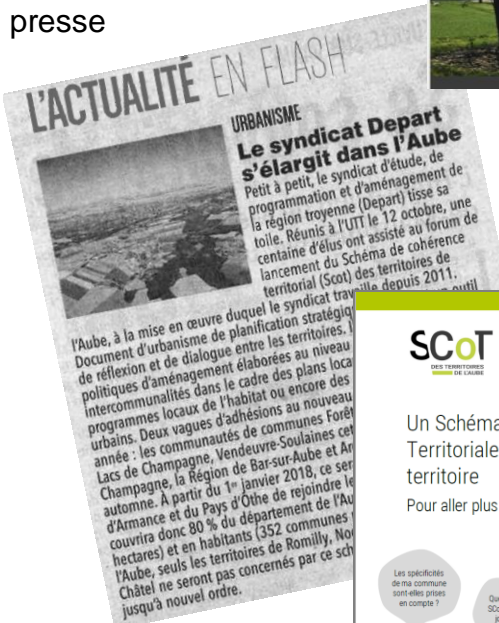 presse
L'ACTUALITÉ EN FLASH
URBANISME
Le syndicat Depart
s'élargit dans l'Aube
Petit à petit, le syndicat d'étude, de
programmation et d'aménagement de
la région troyenne (Depart) tisse sa
toile. Réunis à l'UTT le 12 octobre, une
centaine d'élus ont assisté au forum de
lancement du Schéma de cohérence
territorial (Scot) des territoires de
l'Aube, à la mise en œuvre duquel le syndicat travaille depuis 2011.
Document d'urbanisme de planification stratégiq
de réflexion et de dialogue entre les territoires.
politiques d'aménagement élaborées au niveau
intercommunalités dans le cadre des plans loca
programmes locaux de l'habitat ou encore des
urbains. Deux vagues d'adhésions au nouveau
année : les communautés de communes Forêt
Lacs de Champagne, Vendeuvre-Soulaines cet
Champagne, la Région de Bar-sur-Aube et Ar
automne. À partir du 1er janvier 2018, ce ser
d'Armance et du Pays d'Othe de rejoindre le
couvrira donc 80 % du département de l'Au
hectares) et en habitants (352 communes
l'Aube, seuls les territoires de Romilly, No
Châtel ne seront pas concernés par ce sch
jusqu'à nouvel ordre.
SCoT
DES TERRITOIRES
DE L'AUBE
Un Schéma
Territoriale
territoire
Pour aller plus
Les spécificités
de ma commune
sont-elles prises
en compte ?